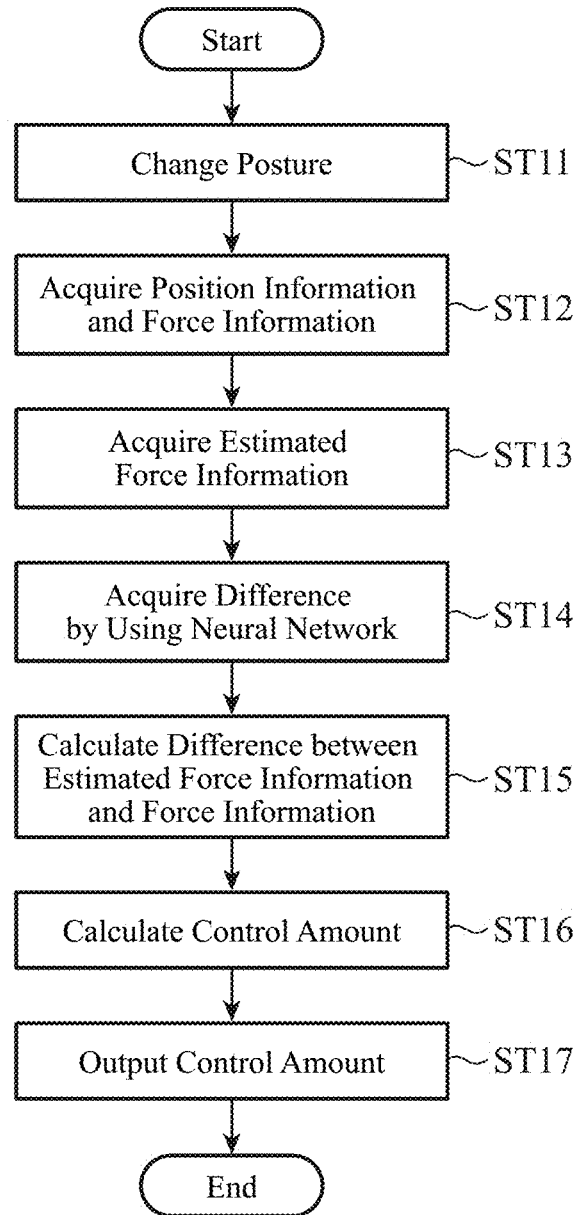 Start
Change Posture
ST11
Acquire Position Information
and Force Information
ST12
Acquire Estimated
Force Information
ST13
Acquire Difference
by Using Neural Network
ST14
Calculate Difference between
Estimated Force Information
and Force Information
ST15
Calculate Control Amount
ST16
Output Control Amount
ST17
End